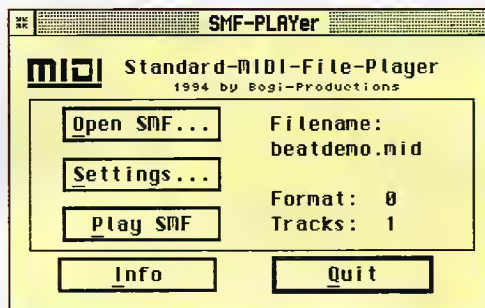 SMF-PLAYer
MIDI Standard-MIDI-File-Player
1994 by Bogi-Productions
Open SMF...
Filename:
beatdemo.mid
Settings...
Format: 0
Play SMF
Tracks: 1
Info
Quit